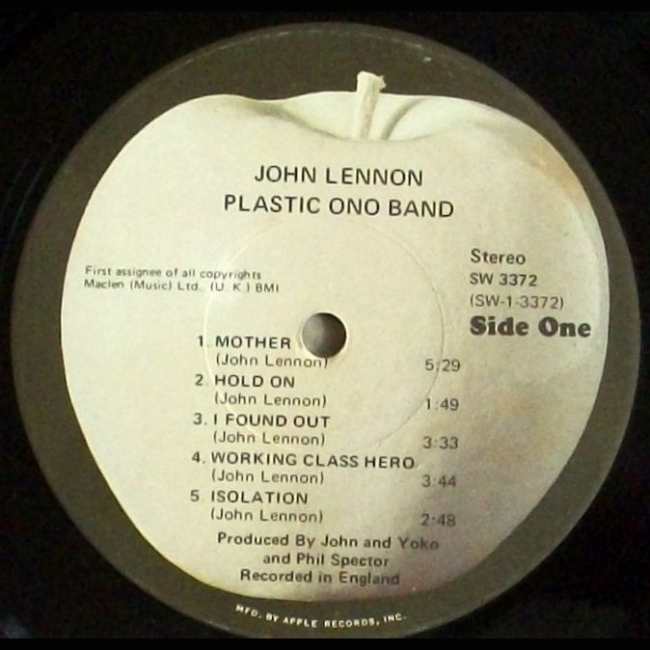 JOHN LENNON
PLASTIC ONO BAND
Stereo
SW 3372
(SW-1-3372)
Side One
First assignee of all copyrights
Maclen (Music) Ltd. (U. K.) BMI
1. MOTHER
(John Lennon) 5:29
2. HOLD ON
(John Lennon) 1:49
3. I FOUND OUT
(John Lennon) 3:33
4. WORKING CLASS HERO
(John Lennon) 3:44
5. ISOLATION
(John Lennon) 2:48
Produced By John and Yoko
and Phil Spector
Recorded in England
MFD. BY APPLE RECORDS, INC.